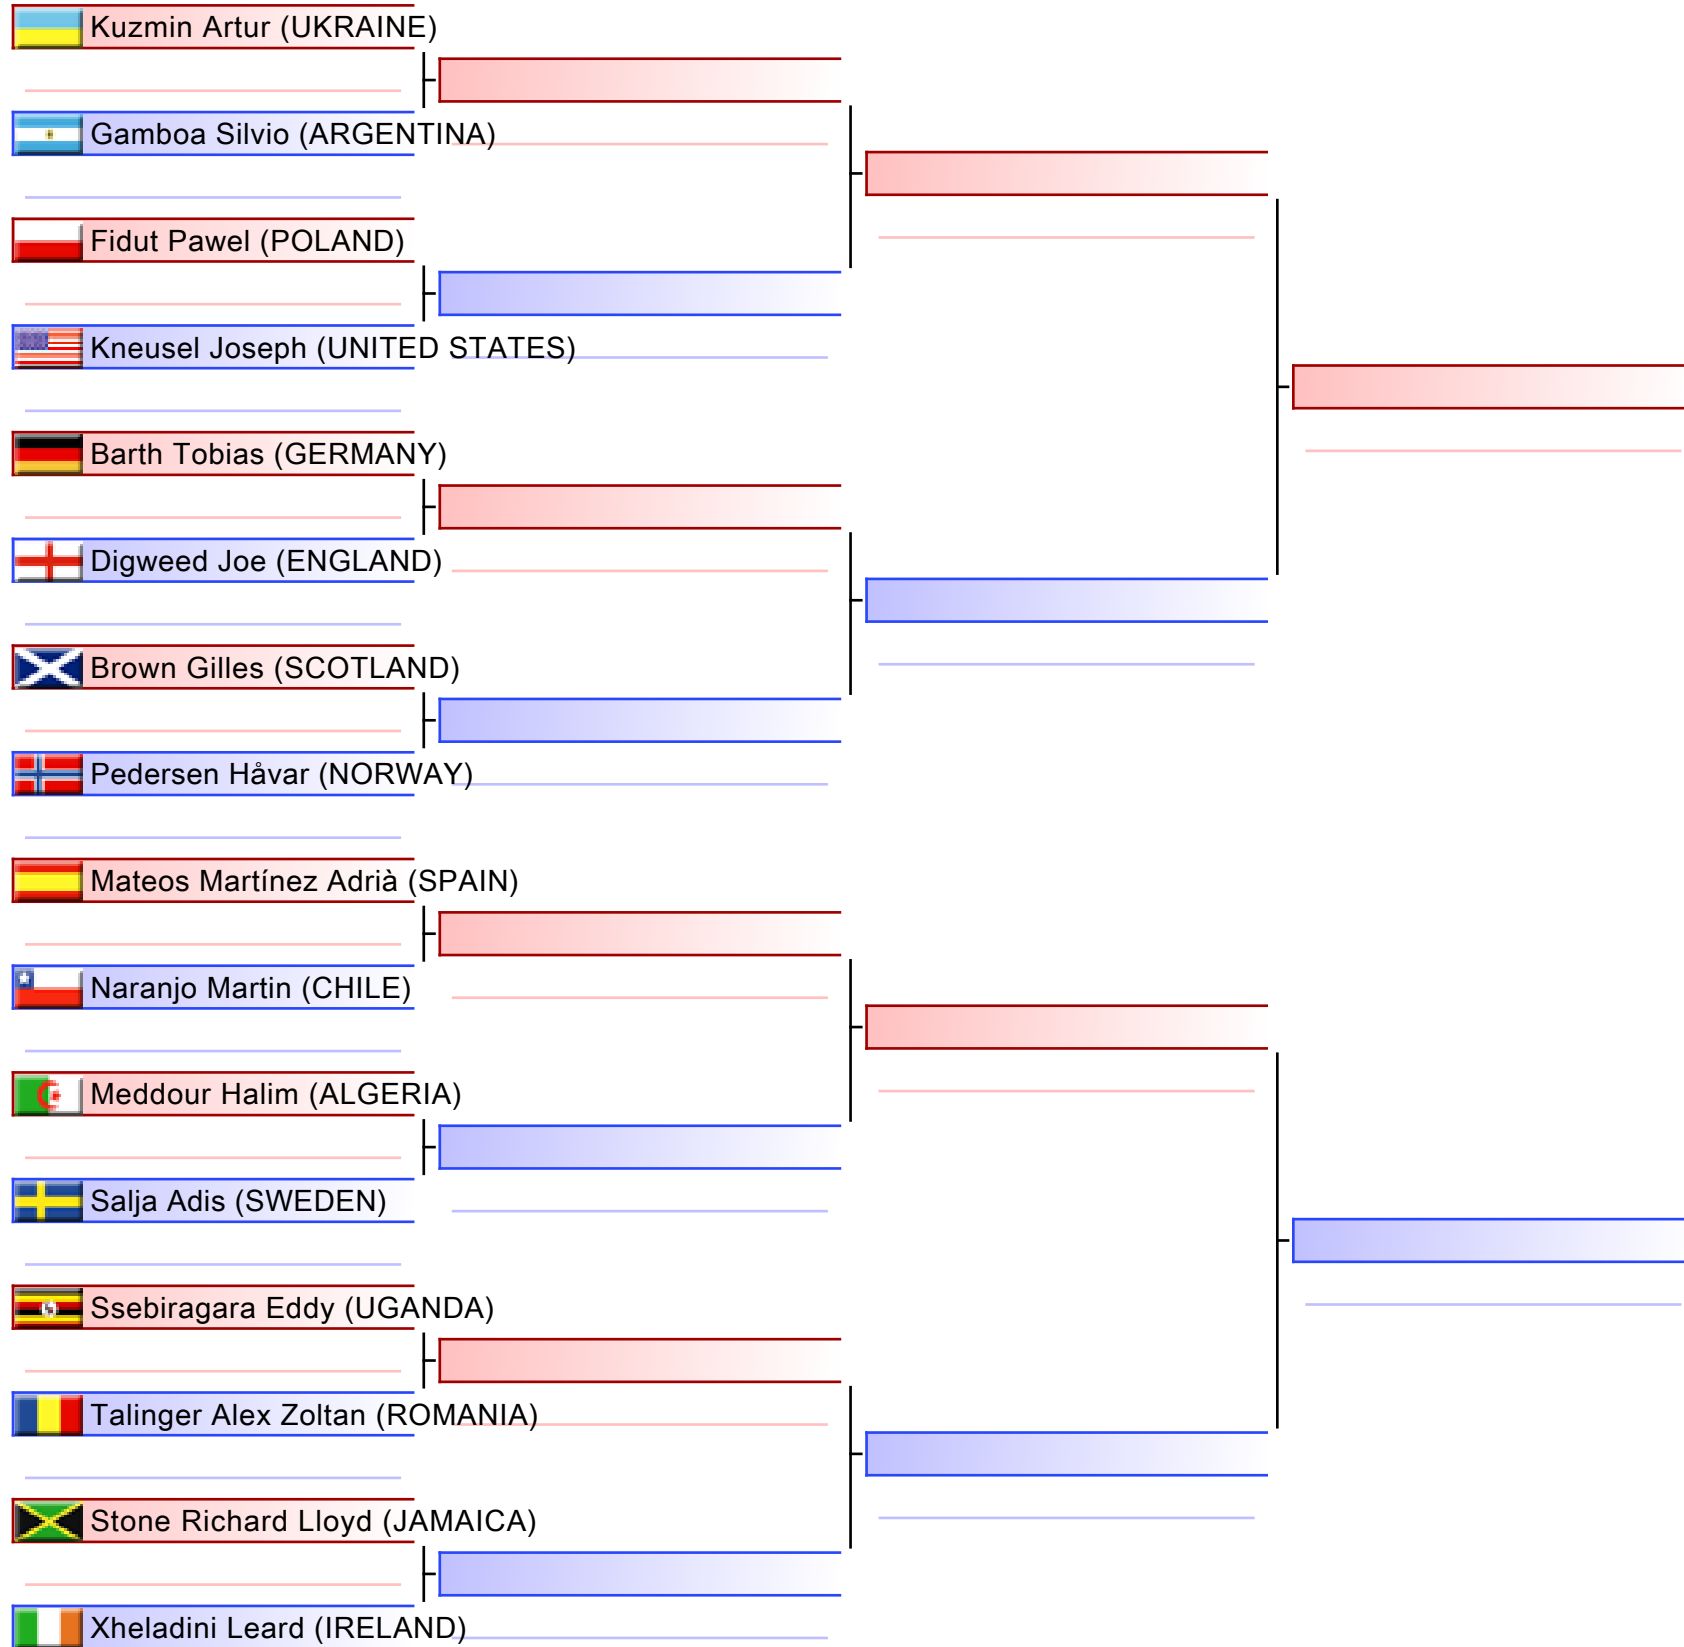 Kuzmin Artur (UKRAINE)
Gamboa Silvio (ARGENTINA)
Fidut Pawel (POLAND)
Kneusel Joseph (UNITED STATES)
Barth Tobias (GERMANY)
Digweed Joe (ENGLAND)
Brown Gilles (SCOTLAND)
Pedersen Håvar (NORWAY)
Mateos Martínez Adrià (SPAIN)
Naranjo Martin (CHILE)
Meddour Halim (ALGERIA)
Salja Adis (SWEDEN)
Ssebiragara Eddy (UGANDA)
Talinger Alex Zoltan (ROMANIA)
Stone Richard Lloyd (JAMAICA)
Xheladini Leard (IRELAND)